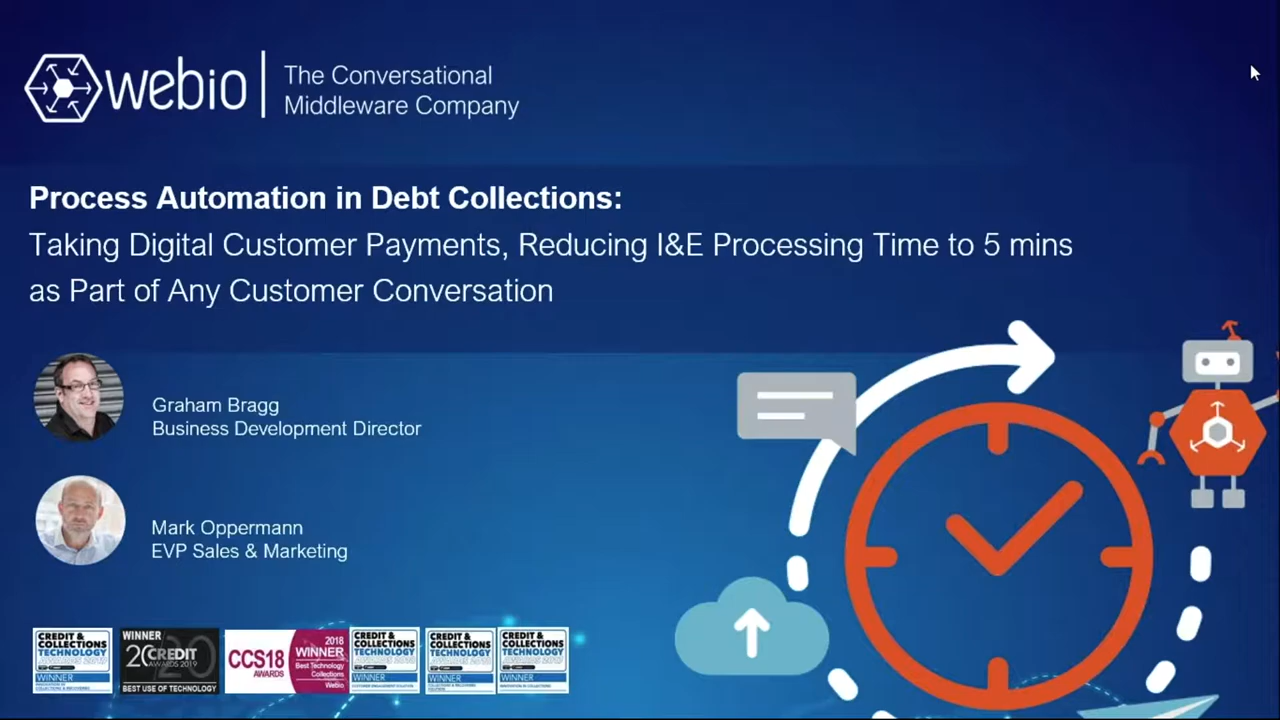 webio
The Conversational
Middleware Company
Process Automation in Debt Collections:
Taking Digital Customer Payments, Reducing I&E Processing Time to 5 mins
as Part of Any Customer Conversation
Graham Bragg
Business Development Director
Mark Oppermann
EVP Sales & Marketing
CREDIT &
COLLECTIONS
TECHNOLOGY
WINNER
WINNER
CREDIT
AWARDS 2019
BEST USE OF TECHNOLOGY
CCS18
AWARDS
2018
WINNER
Best Technology
Collections
Webio
CREDIT &
COLLECTIONS
TECHNOLOGY
WINNER
CREDIT &
COLLECTIONS
TECHNOLOGY
WINNER
CREDIT &
COLLECTIONS
TECHNOLOGY
WINNER